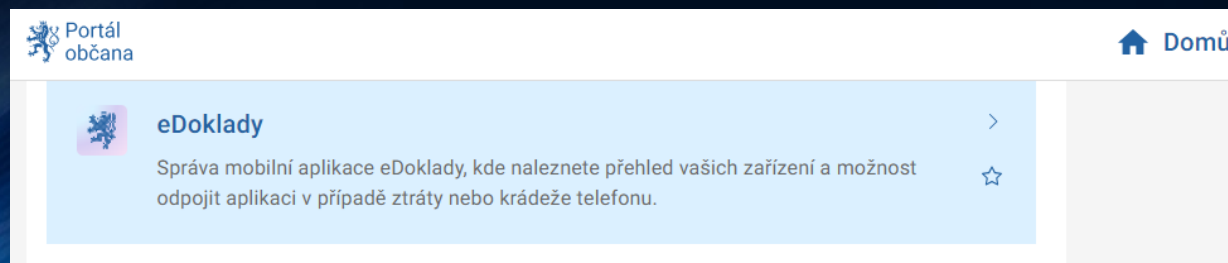 Portál
občana
Domů
eDoklady
Správa mobilní aplikace eDoklady, kde naleznete přehled vašich zařízení a možnost
odpojit aplikaci v případě ztráty nebo krádeže telefonu.